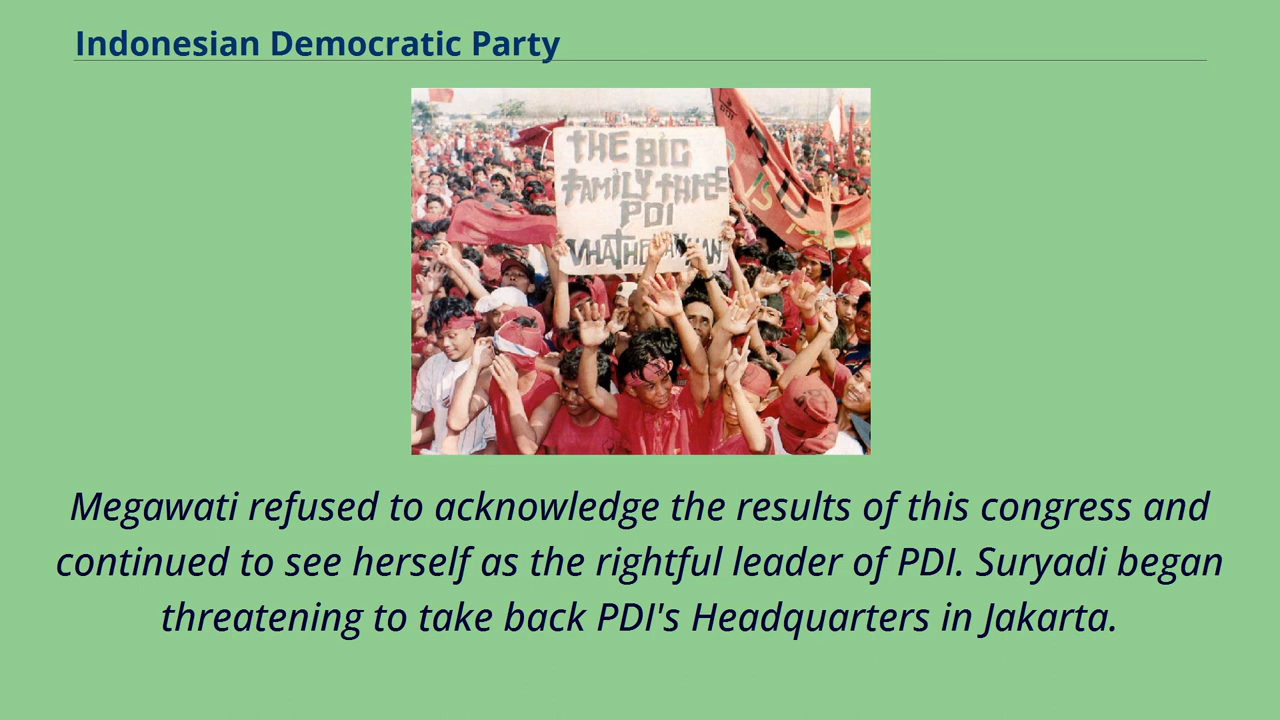 Indonesian Democratic Party
THE BIG
FAMILY THREE
PDI
Megawati refused to acknowledge the results of this congress and
continued to see herself as the rightful leader of PDI. Suryadi began
threatening to take back PDI's Headquarters in Jakarta.